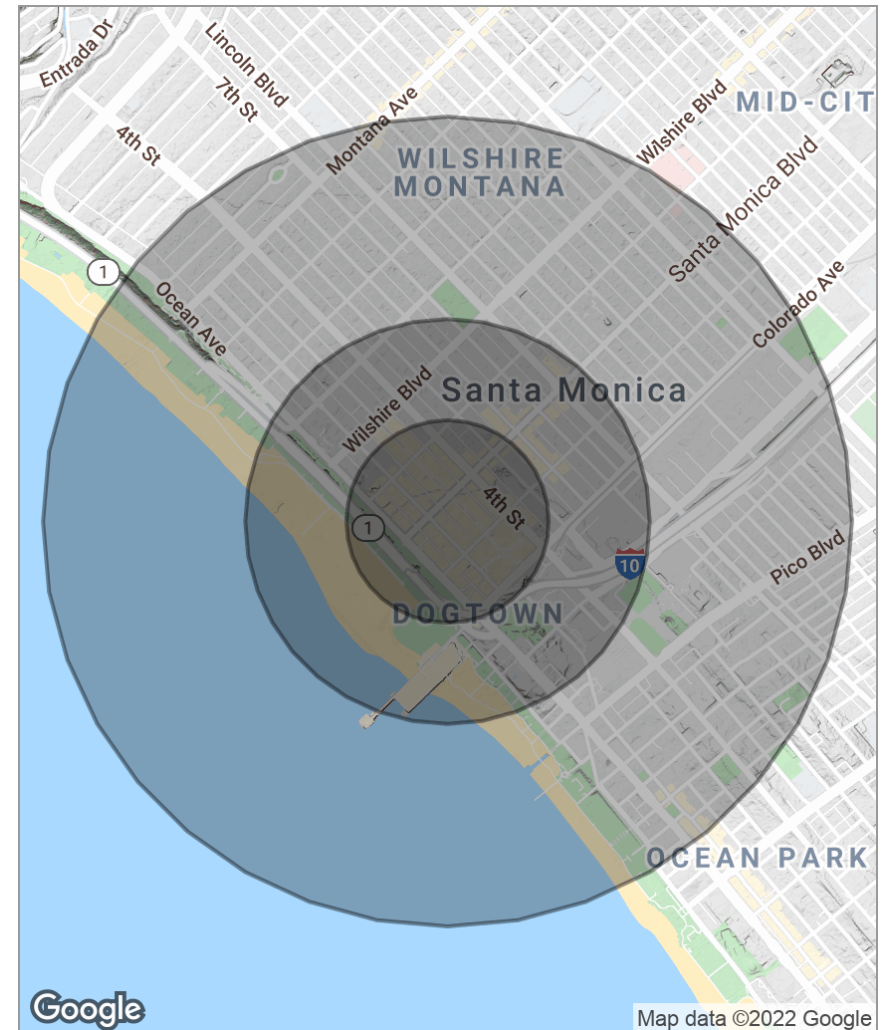 Entrada Dr
Lincoln Blvd
7th St
4th St
Montana Ave
Wilshire Blvd
MID-CIT
WILSHIRE
MONTANA
Santa Monica Blvd
1
Ocean Ave
Colorado Ave
Wilshire Blvd
Santa Monica
4th St
1
10
Pico Blvd
DOGTOWN
OCEAN PARK
Google
Map data ©2022 Google